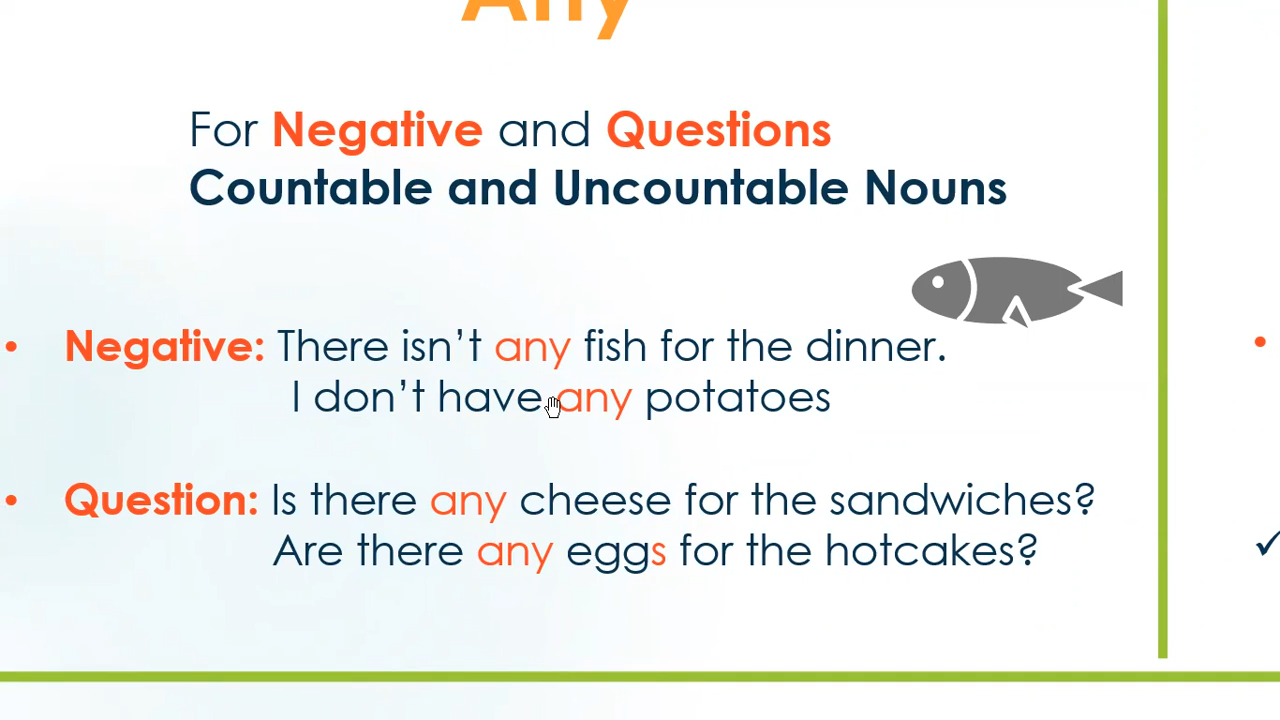 Any
For Negative and Questions
Countable and Uncountable Nouns
• Negative: There isn’t any fish for the dinner.
I don’t have any potatoes
• Question: Is there any cheese for the sandwiches?
Are there any eggs for the hotcakes?
•
✓